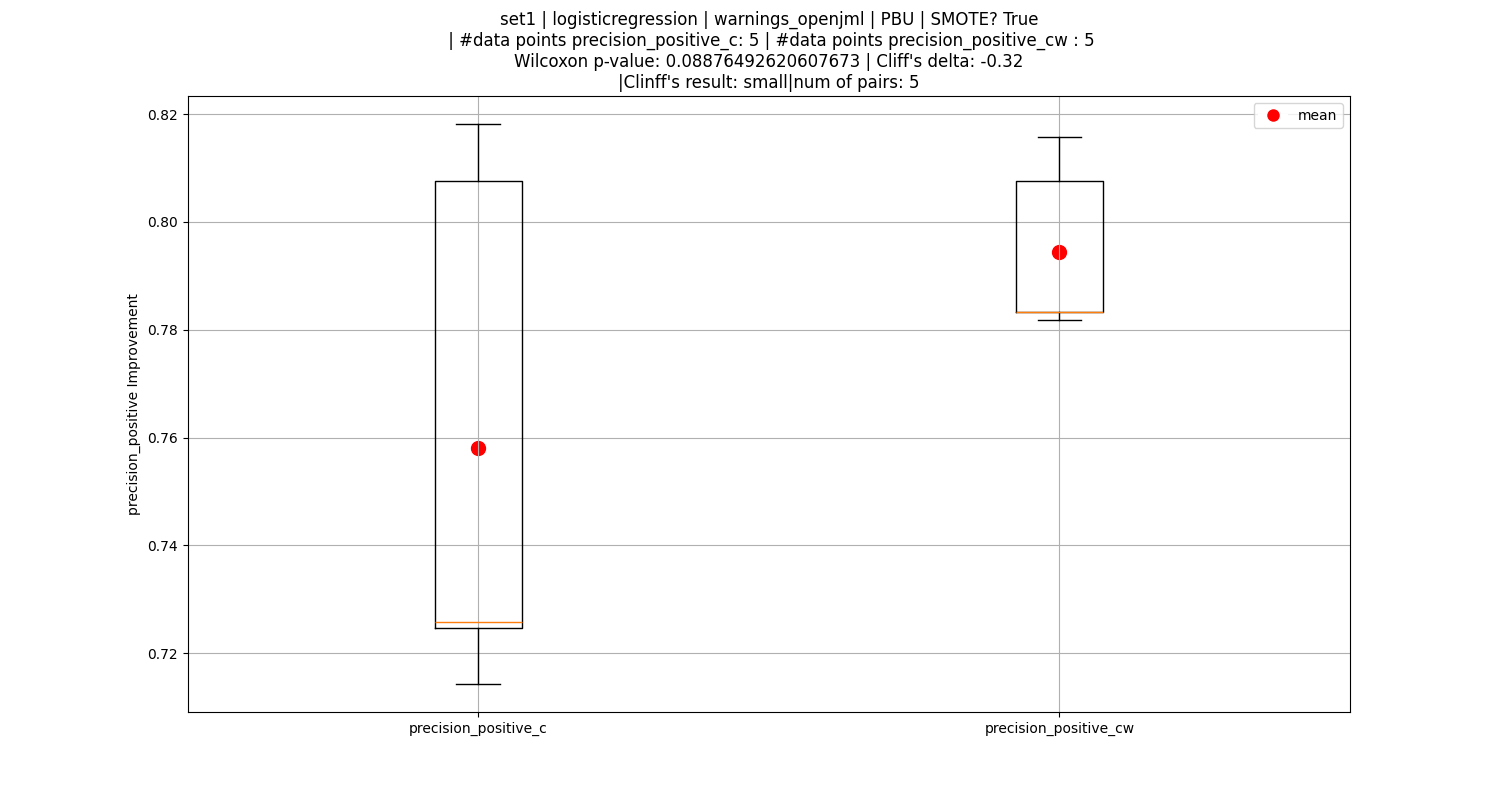 set1 | logisticregression | warnings_openjml | PBU | SMOTE? True
| #data points precision_positive_c: 5 | #data points precision_positive_cw : 5
Wilcoxon p-value: 0.08876492620607673 | Cliff's delta: -0.32
|Clinff's result: small|num of pairs: 5
mean
0.82
0.80
0.78
0.76
0.74
0.72
precision_positive Improvement
precision_positive_c
precision_positive_cw